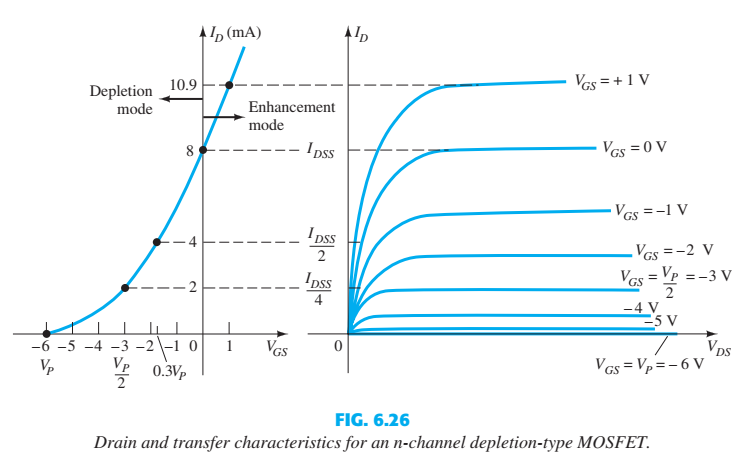 I_D (mA)
10.9
Depletion
mode
Enhancement
mode
8
4
2
-6 -5 -4 -3 -2 -1 0 1 V_GS
V_P
V_P
2
0.3V_P
I_D
V_GS = + 1 V
I_DSS
V_GS = 0 V
V_GS = -1 V
I_DSS
2
V_GS = -2 V
I_DSS
4
V_GS = V_P
2
= -3 V
-4 V
-5 V
0
V_DS
V_GS = V_P = - 6 V
FIG. 6.26
Drain and transfer characteristics for an n-channel depletion-type MOSFET.